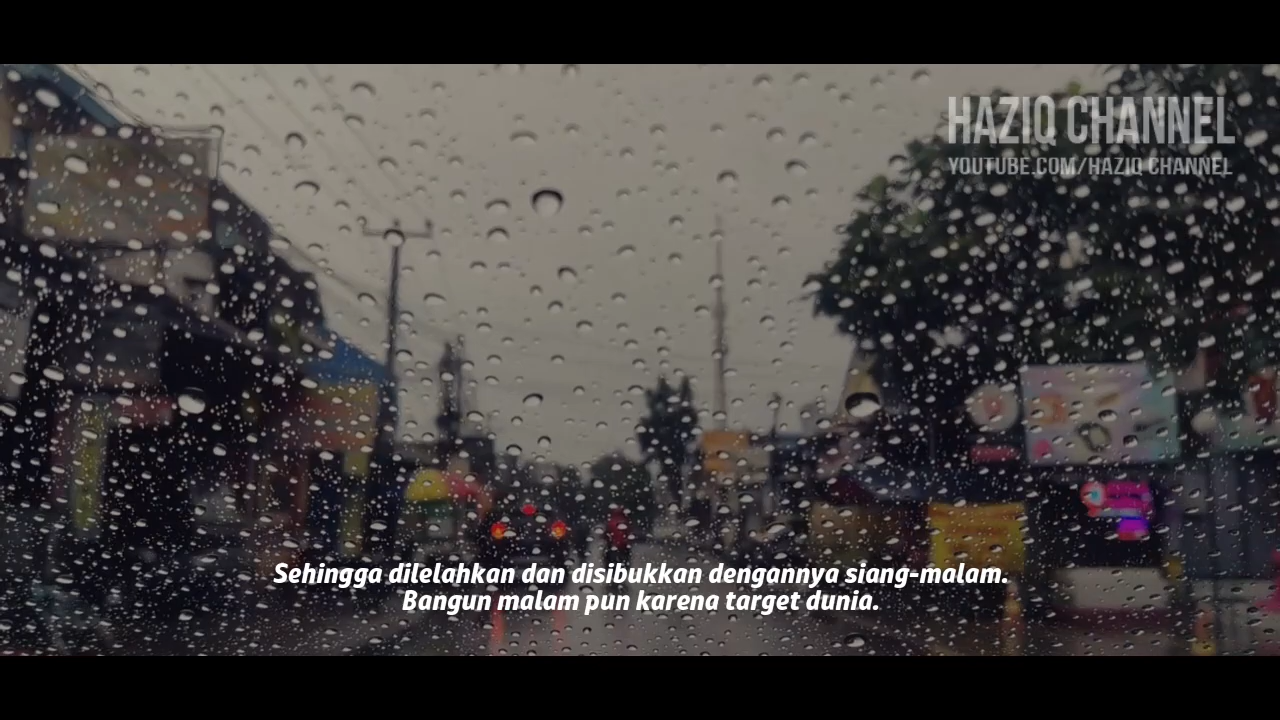 HAZIQ CHANNEL
YOUTUBE.COM/HAZIQ CHANNEL
Sehingga dilelahkan dan disibukkan dengannya siang-malam.
Bangun malam pun karena target dunia.